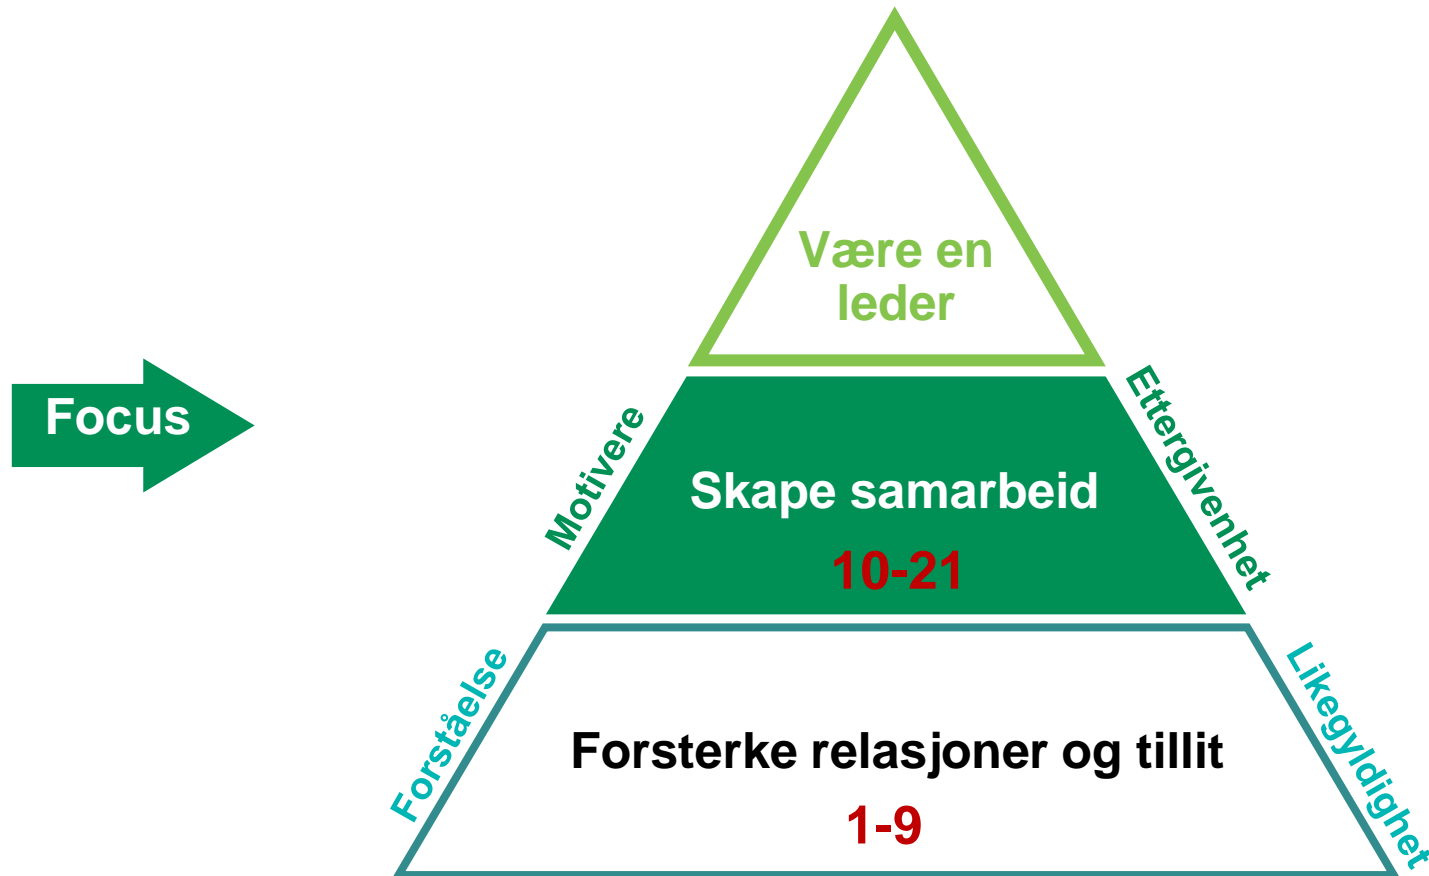 Være en
leder
Focus
Motivere
Ettergivenhet
Skape samarbeid
10-21
Forståelse
Likegyldighet
Forsterke relasjoner og tillit
1-9